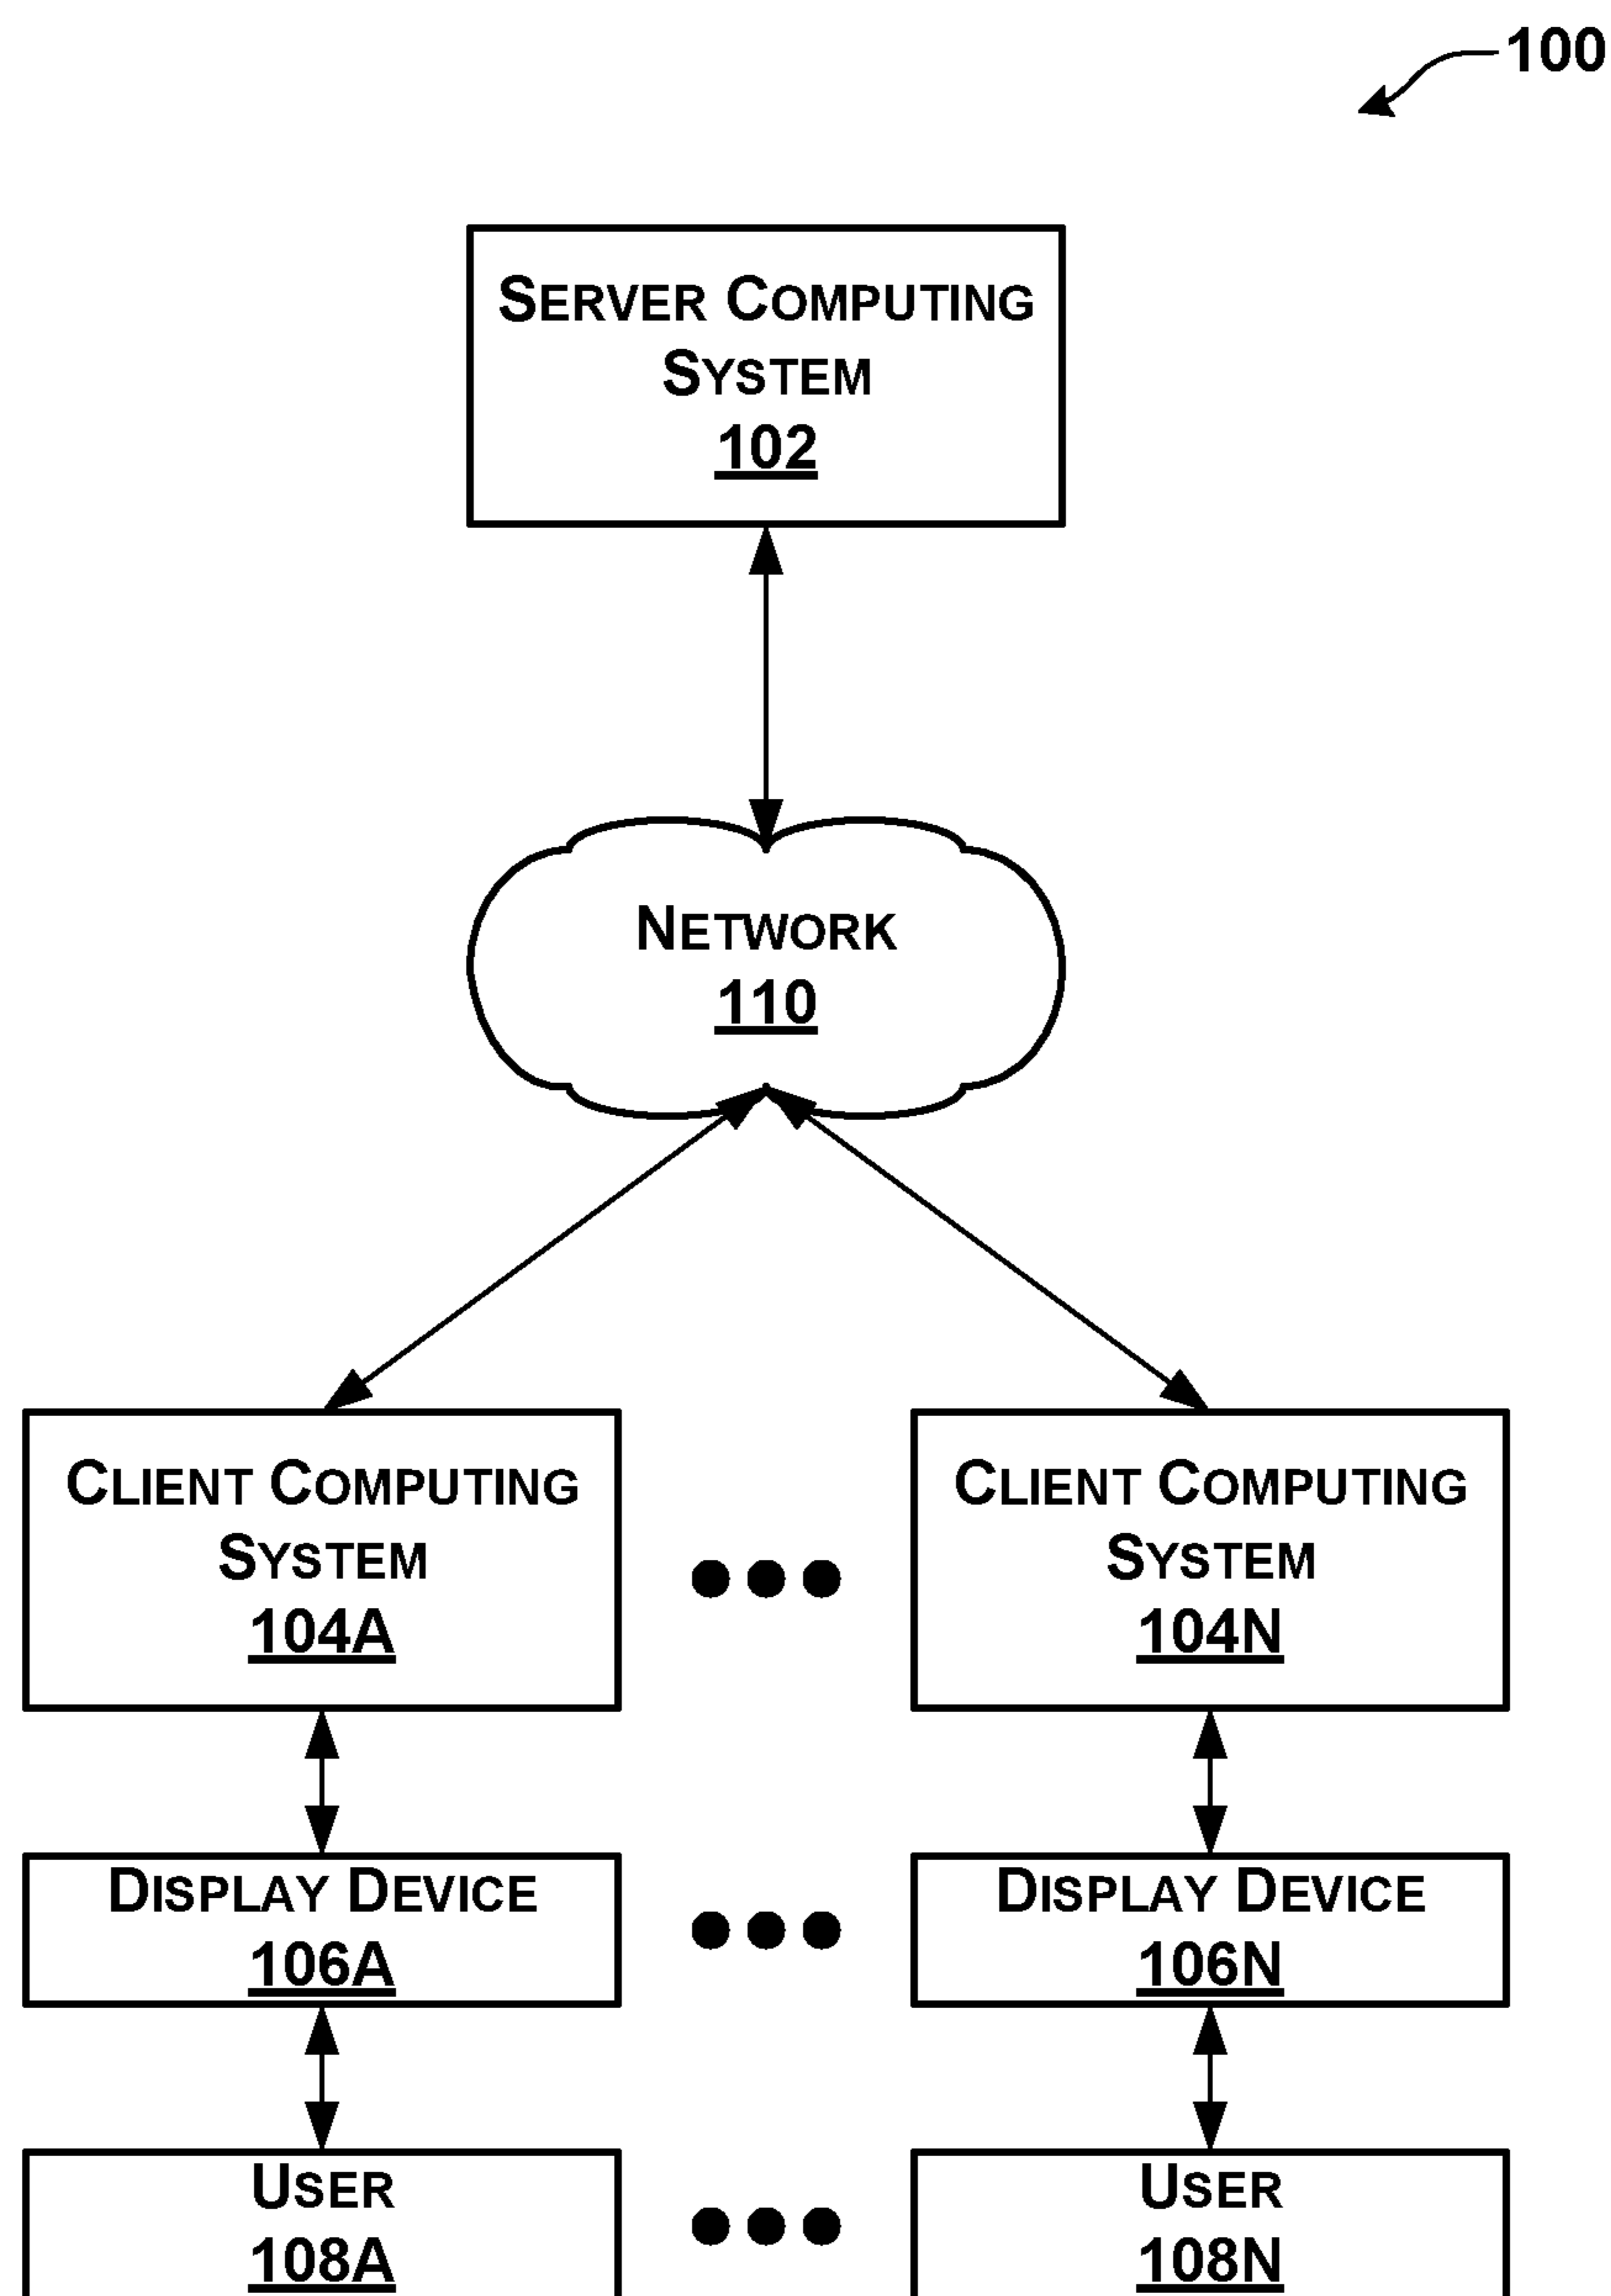 100
SERVER COMPUTING
SYSTEM
102
NETWORK
110
CLIENT COMPUTING
SYSTEM
104A
CLIENT COMPUTING
SYSTEM
104N
DISPLAY DEVICE
106A
DISPLAY DEVICE
106N
USER
108A
USER
108N